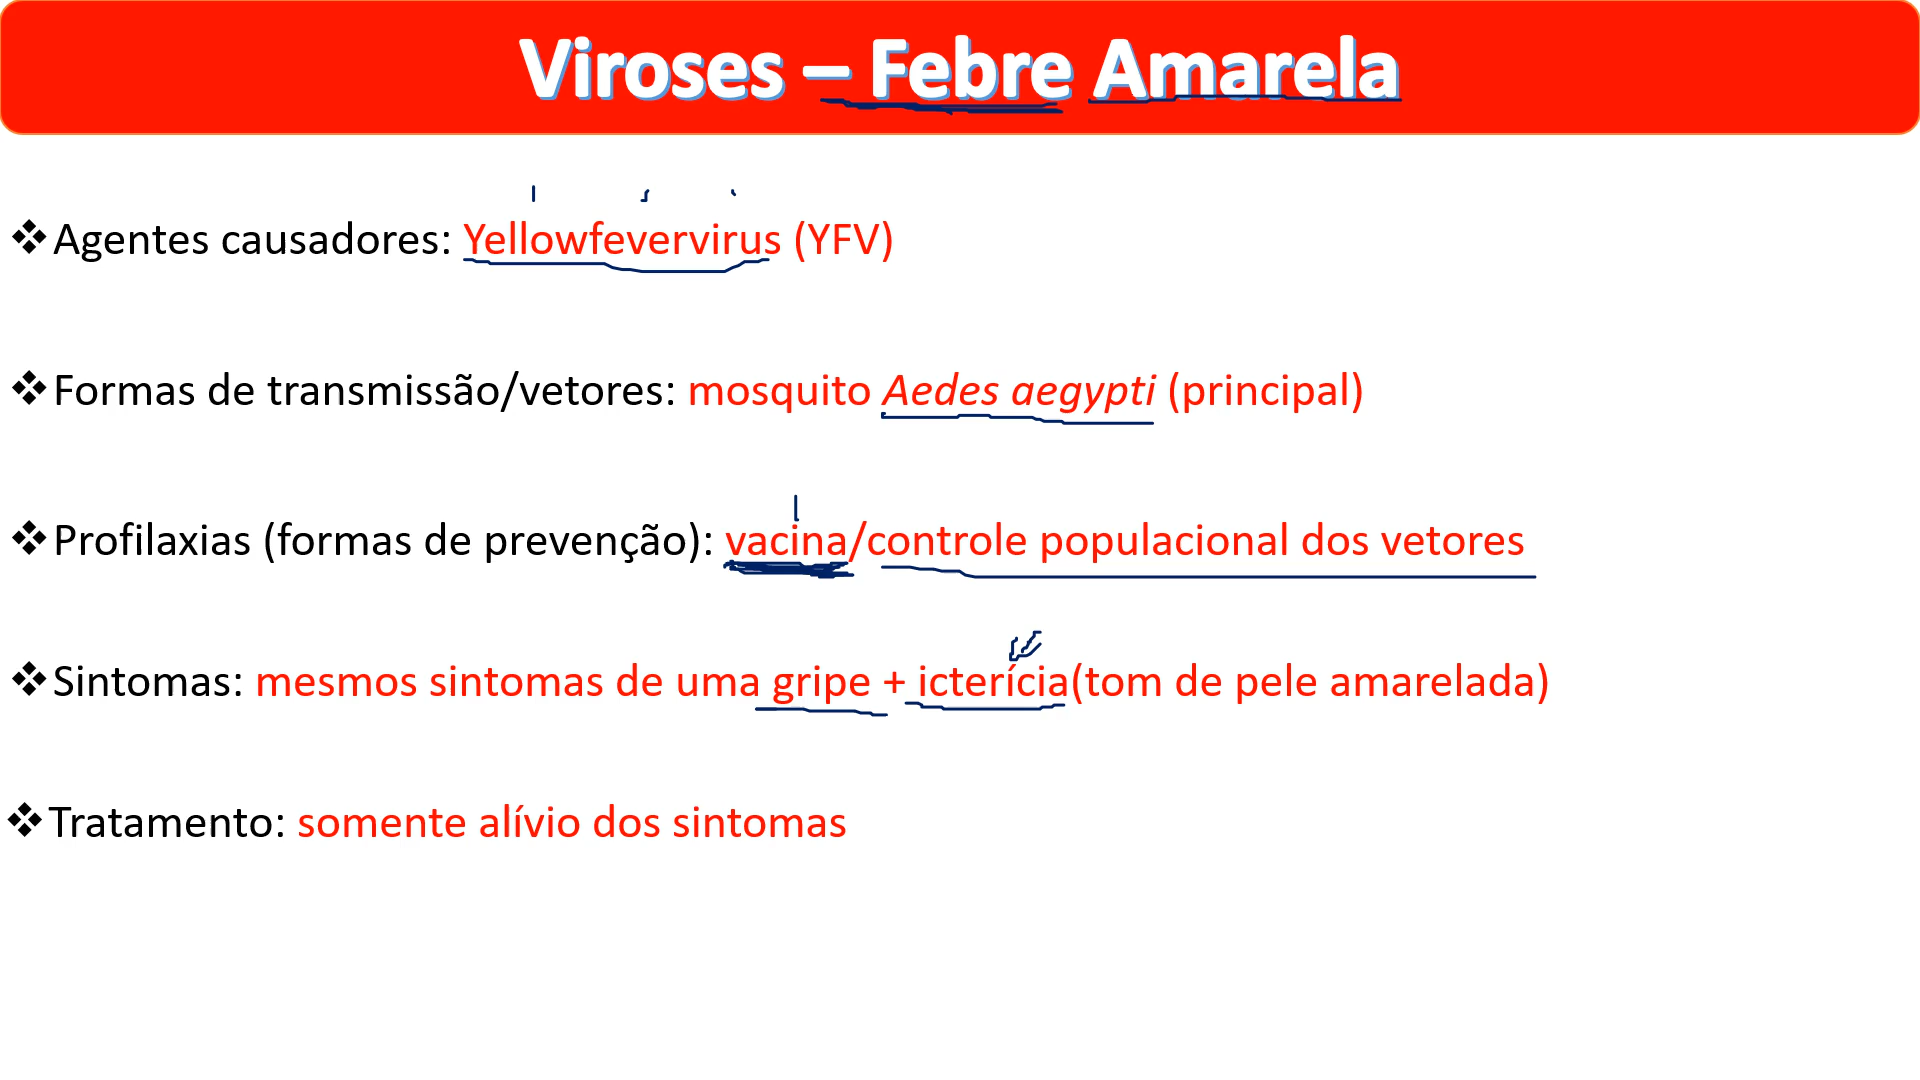 Viroses – Febre Amarela
❖Agentes causadores: Yellowfevervirus (YFV)
❖Formas de transmissão/vetores: mosquito Aedes aegypti (principal)
❖Profilaxias (formas de prevenção): vacina/controle populacional dos vetores
❖Sintomas: mesmos sintomas de uma gripe + icterícia(tom de pele amarelada)
❖Tratamento: somente alívio dos sintomas